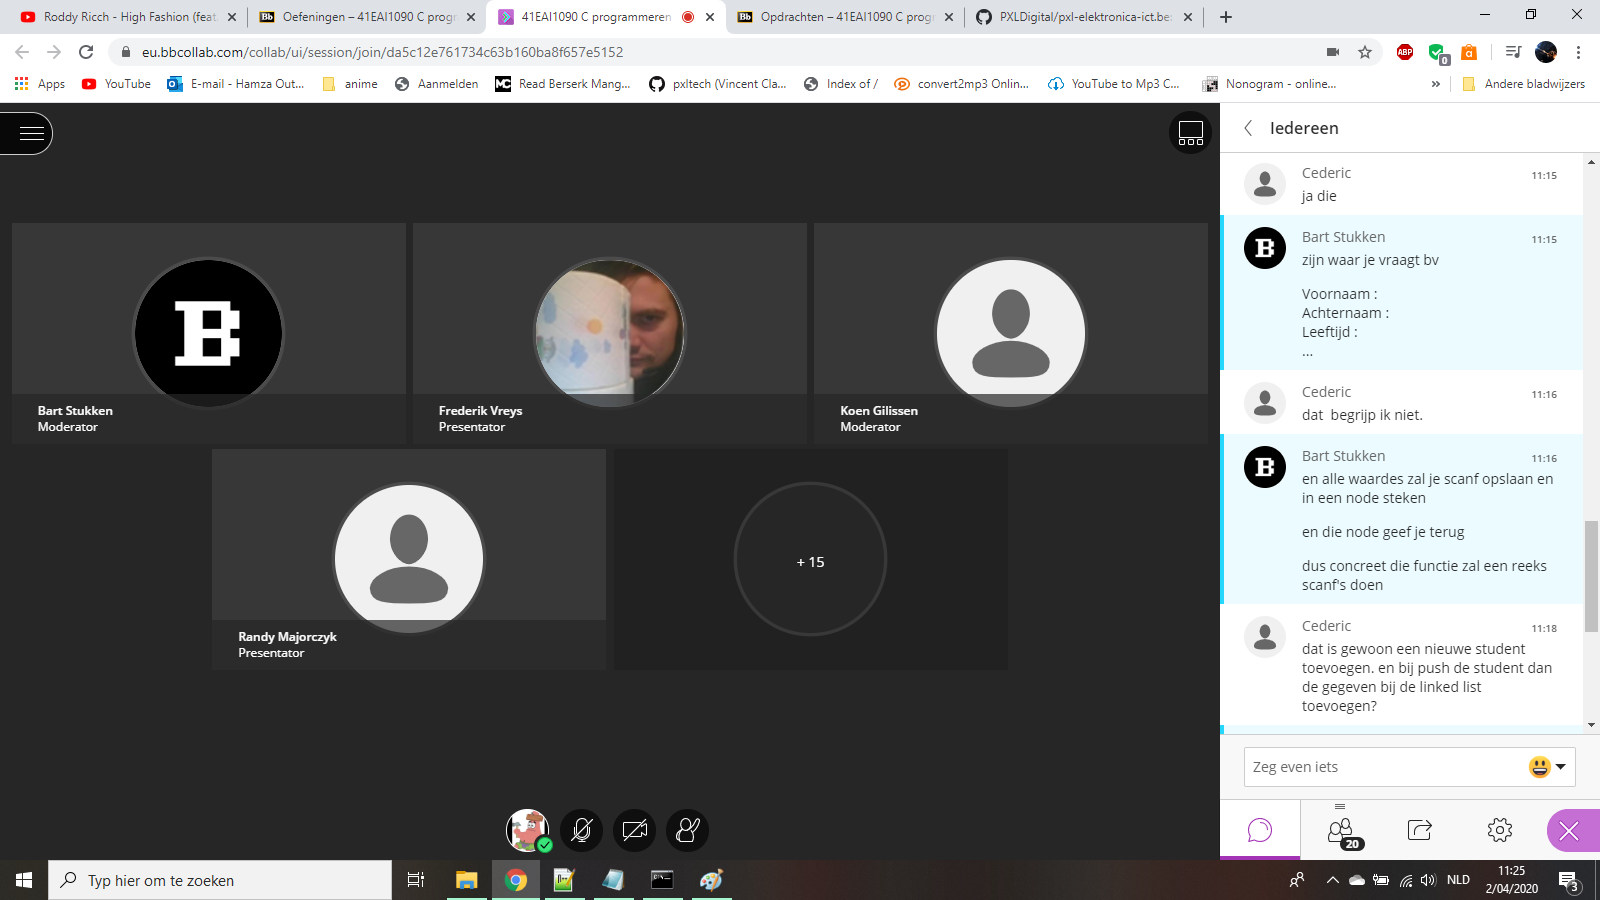 Roddy Ricch - High Fashion (feat.
Oefeningen – 41EAI1090 C progr
41EAI1090 C programmeren
Opdrachten – 41EAI1090 C prog
PXLDigital/pxl-elektronica-ict.be
eu.bbcollab.com/collab/ui/session/join/da5c12e761734c63b160ba8f657e5152
ABP
0
Apps
YouTube
E-mail - Hamza Out...
anime
Aanmelden
MC
Read Berserk Mang...
pxltech (Vincent Cla...
Index of /
convert2mp3 Onlin...
YouTube to Mp3 C...
Nonogram - online...
»
Andere bladwijzers
B
Bart Stukken
Moderator
Frederik Vreys
Presentator
Koen Gilissen
Moderator
Randy Majorczyk
Presentator
+ 15
Iedereen
Cederic
11:15
ja die
B
Bart Stukken
11:15
zijn waar je vraagt bv
Voornaam :
Achternaam :
Leeftijd :
...
Cederic
11:16
dat begrijp ik niet.
B
Bart Stukken
11:16
en alle waardes zal je scanf opslaan en
in een node steken
en die node geef je terug
dus concreet die functie zal een reeks
scanf's doen
Cederic
11:18
dat is gewoon een nieuwe student
toevoegen. en bij push de student dan
de gegeven bij de linked list
toevoegen?
Zeg even iets
20
Typ hier om te zoeken
NLD
11:25
2/04/2020
3